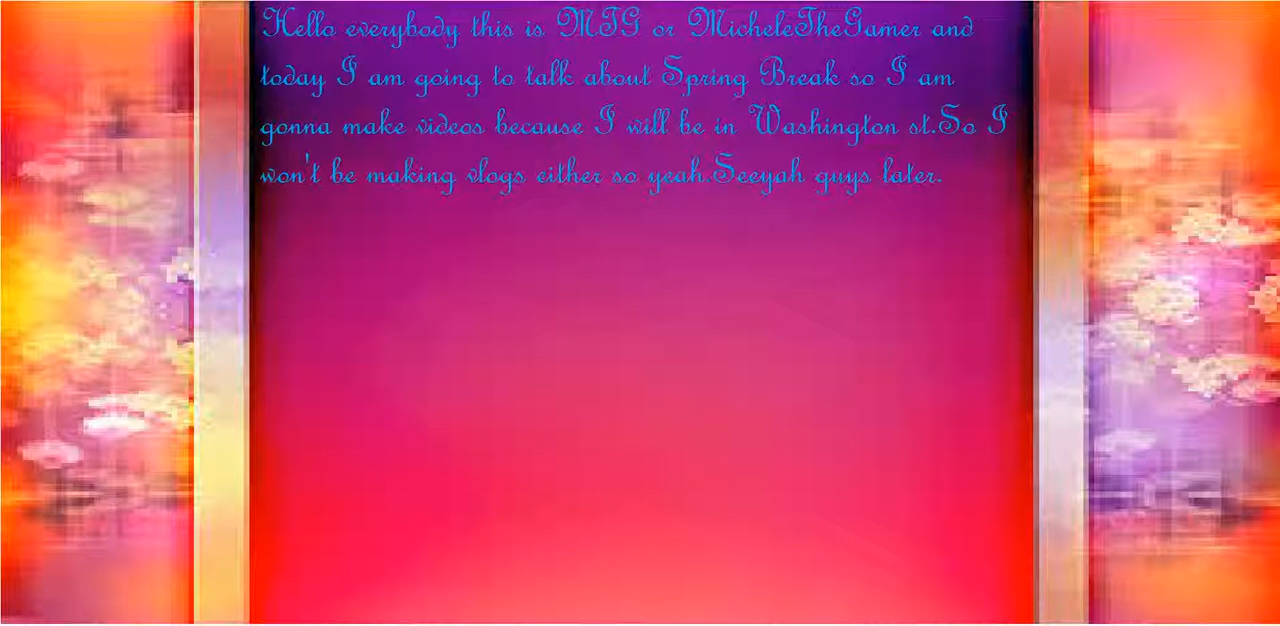 Hello everybody this is MTG or MicheleTheGamer and
today I am going to talk about Spring Break so I am
gonna make videos because I will be in Washington st.So I
won't be making vlogs either so yeah.Seeyah guys later.